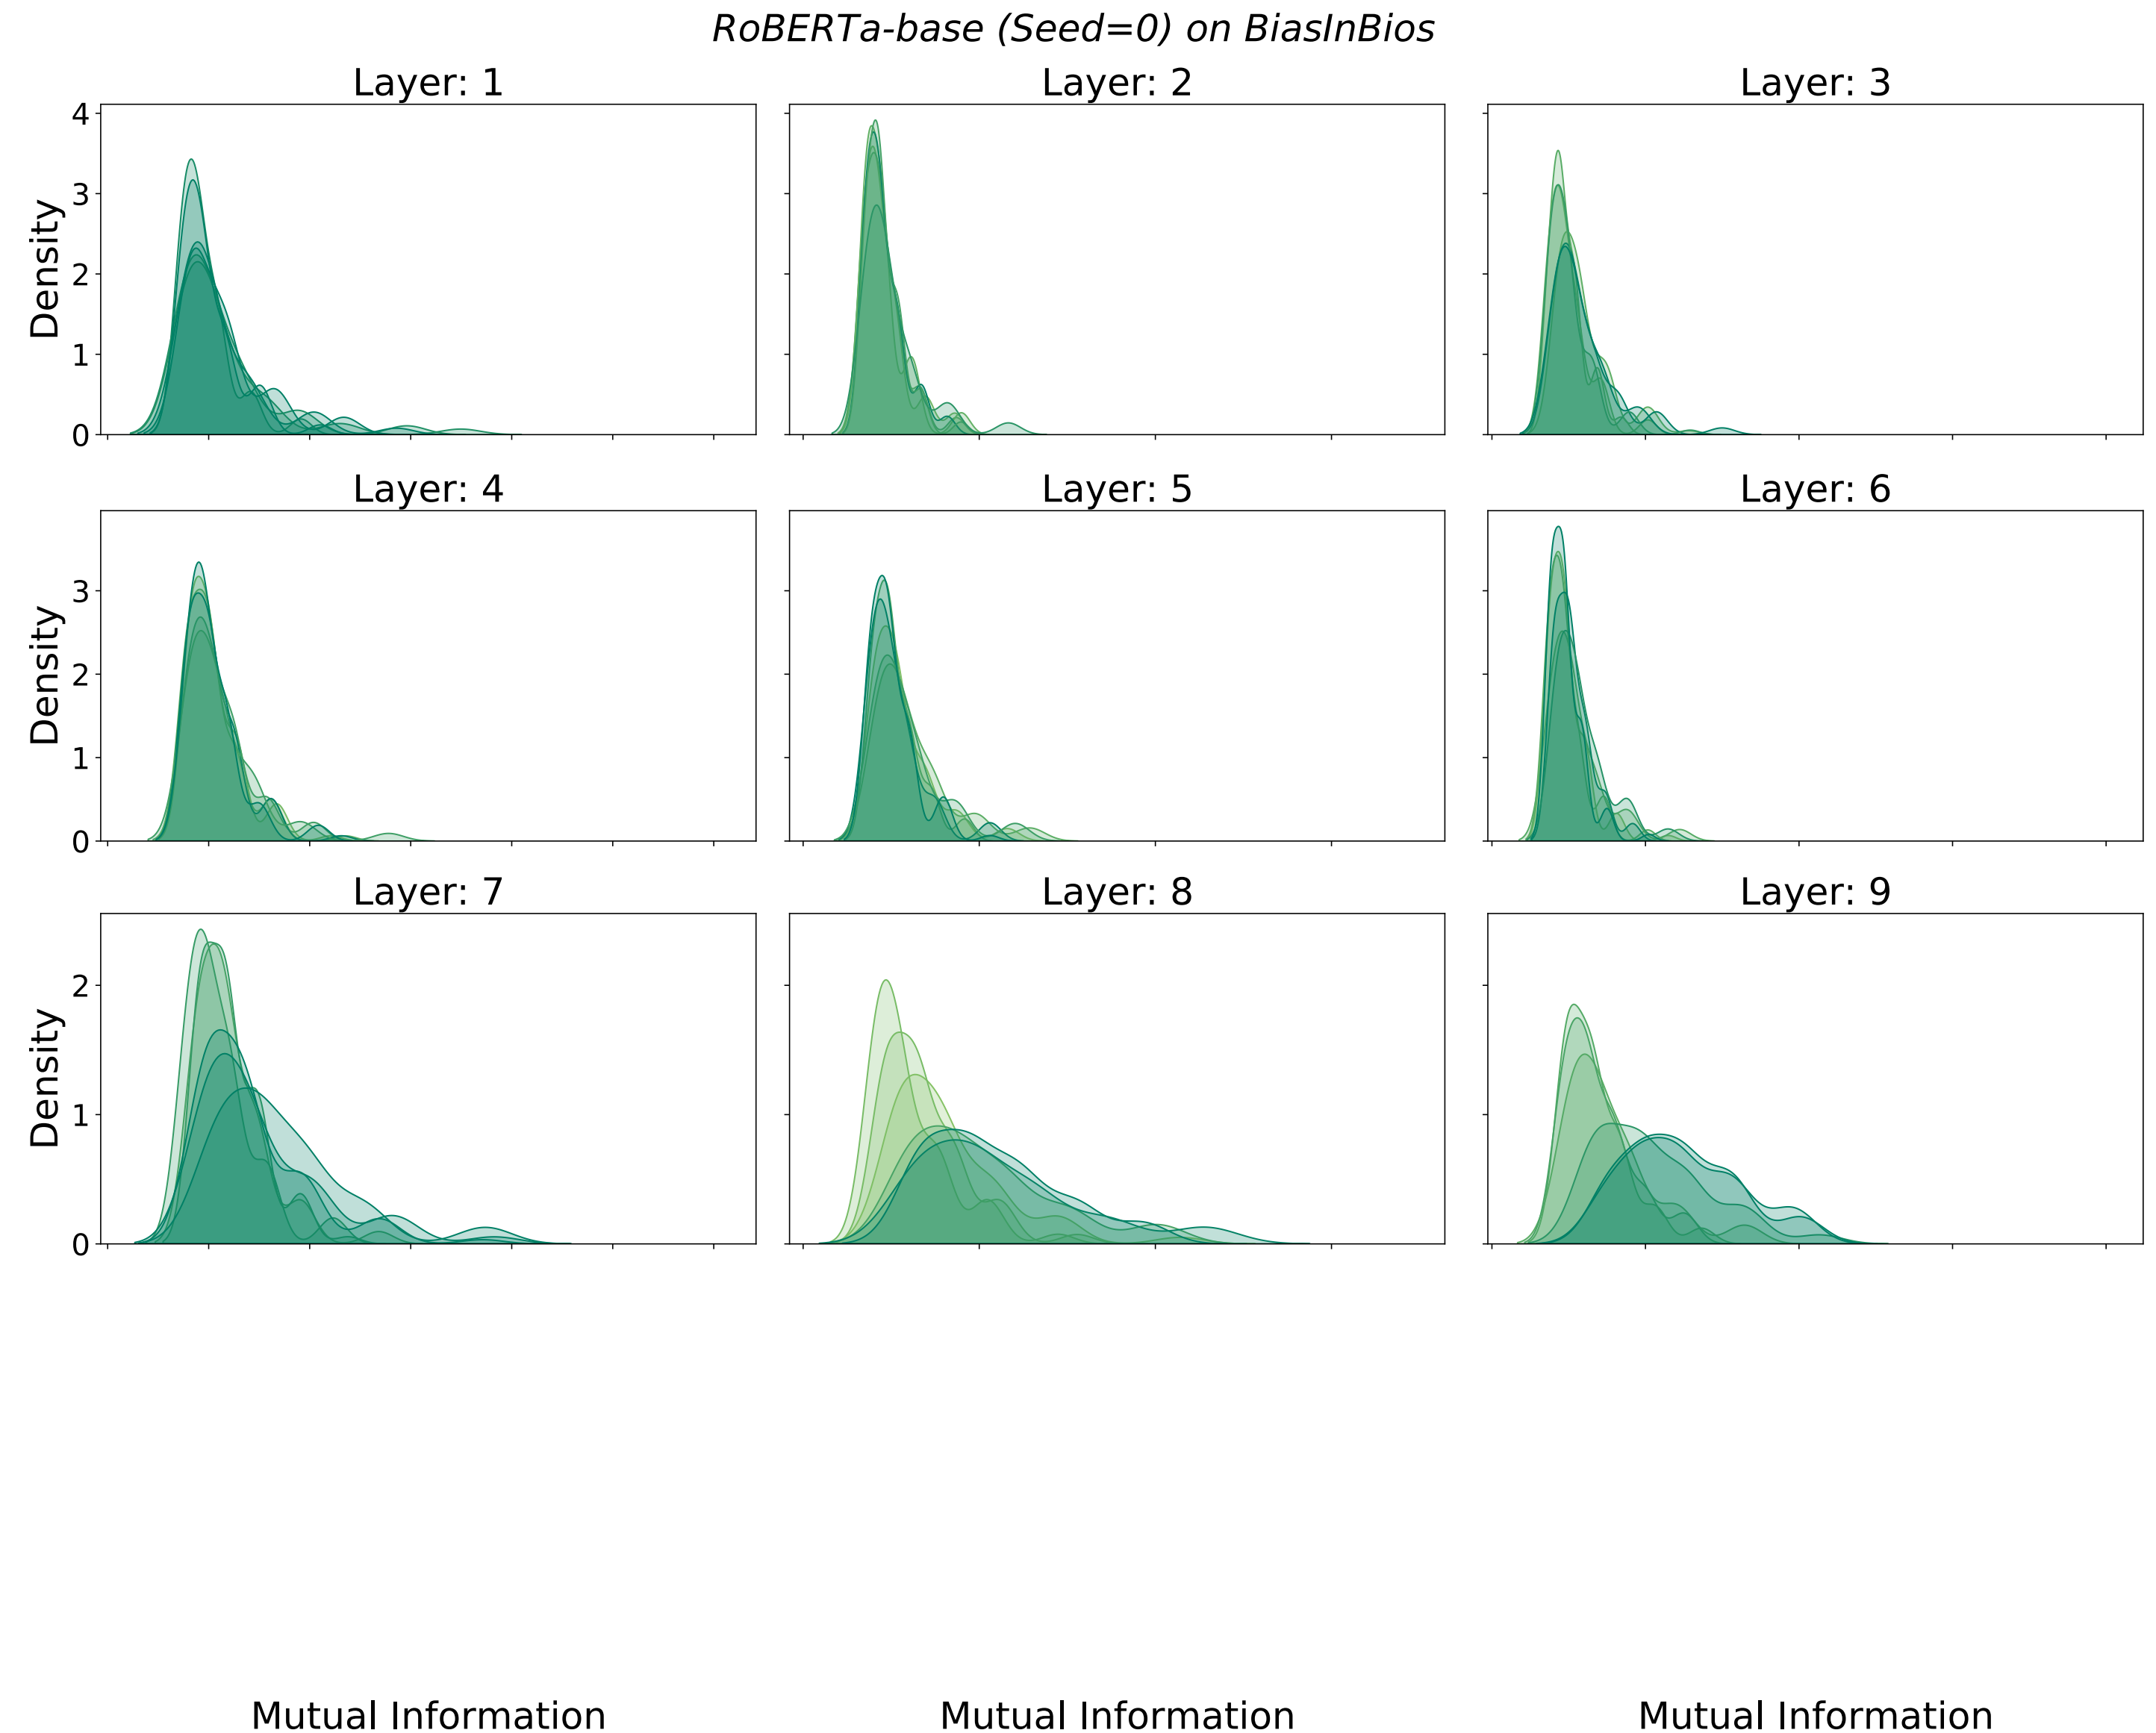 RoBERTa-base (Seed=0) on BiasInBios
Layer: 1
Layer: 2
Layer: 3
Density
4
3
2
1
0
Layer: 4
Layer: 5
Layer: 6
Density
3
2
1
0
Layer: 7
Layer: 8
Layer: 9
Density
2
1
0
Mutual Information
Mutual Information
Mutual Information